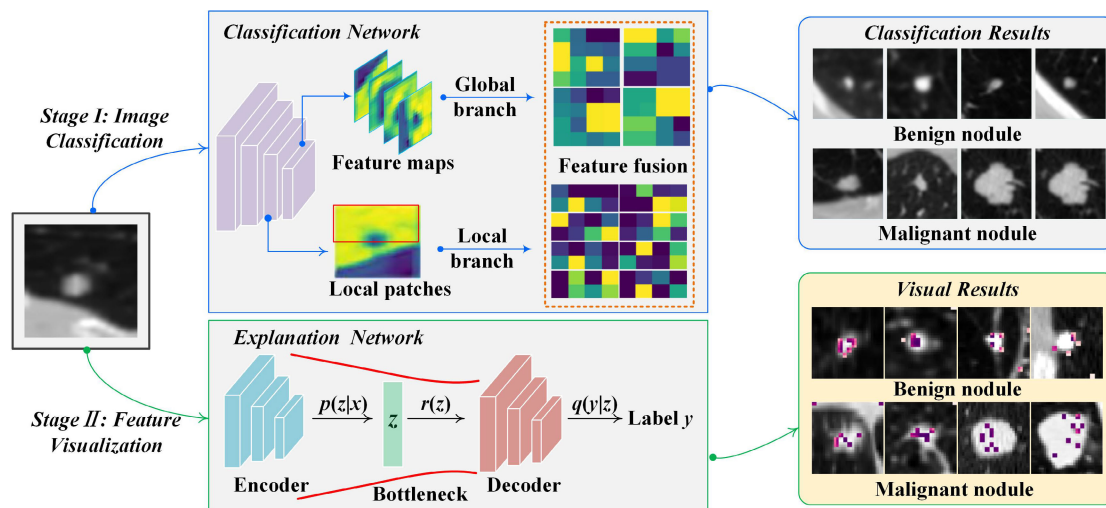 Classification Network
Classification Results
Stage I: Image
Classification
Global
branch
Feature maps
Feature fusion
Benign nodule
Local
branch
Local patches
Malignant nodule
Explanation Network
Visual Results
Stage II: Feature
Visualization
p(z|x)
z
r(z)
q(y|z)
Label y
Encoder
Bottleneck
Decoder
Benign nodule
Malignant nodule